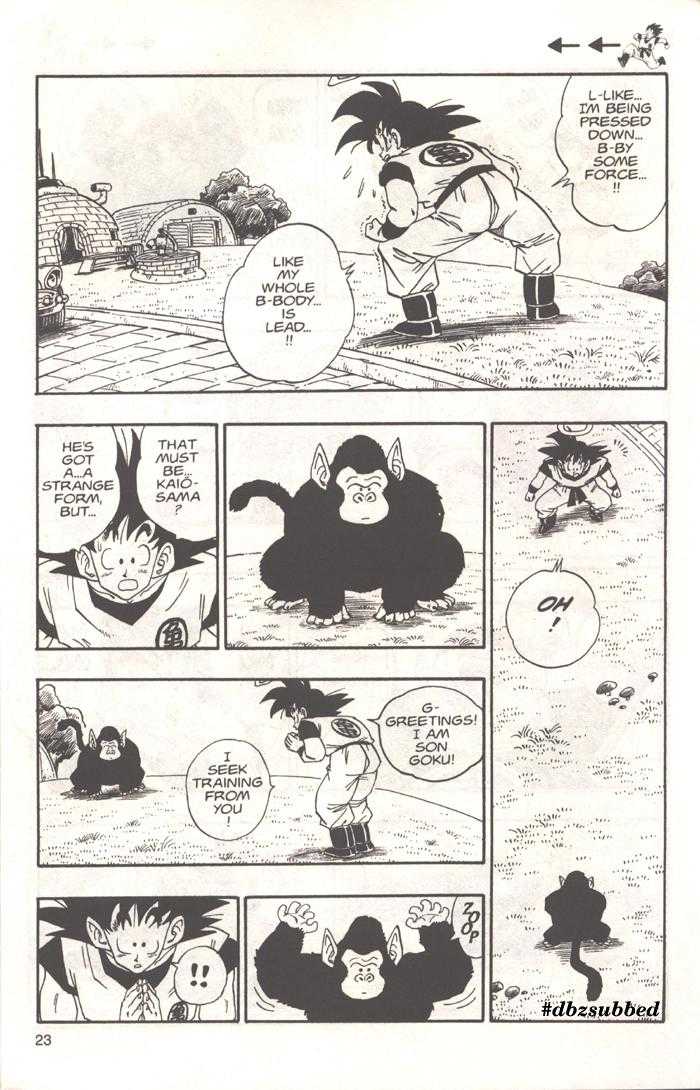 L-LIKE...
I'M BEING
PRESSED
DOWN...
B-BY
SOME
FORCE...
!!
LIKE
MY
WHOLE
B-BODY...
IS
LEAD...
!!
OH
!
THAT
MUST
BE...
KAIŌ-
SAMA
?
HE'S
GOT
A...A
STRANGE
FORM,
BUT...
G-
GREETINGS!
I AM
SON
GOKU!
I
SEEK
TRAINING
FROM
YOU
!
ZOOP
!!
#dbzsubbed
23